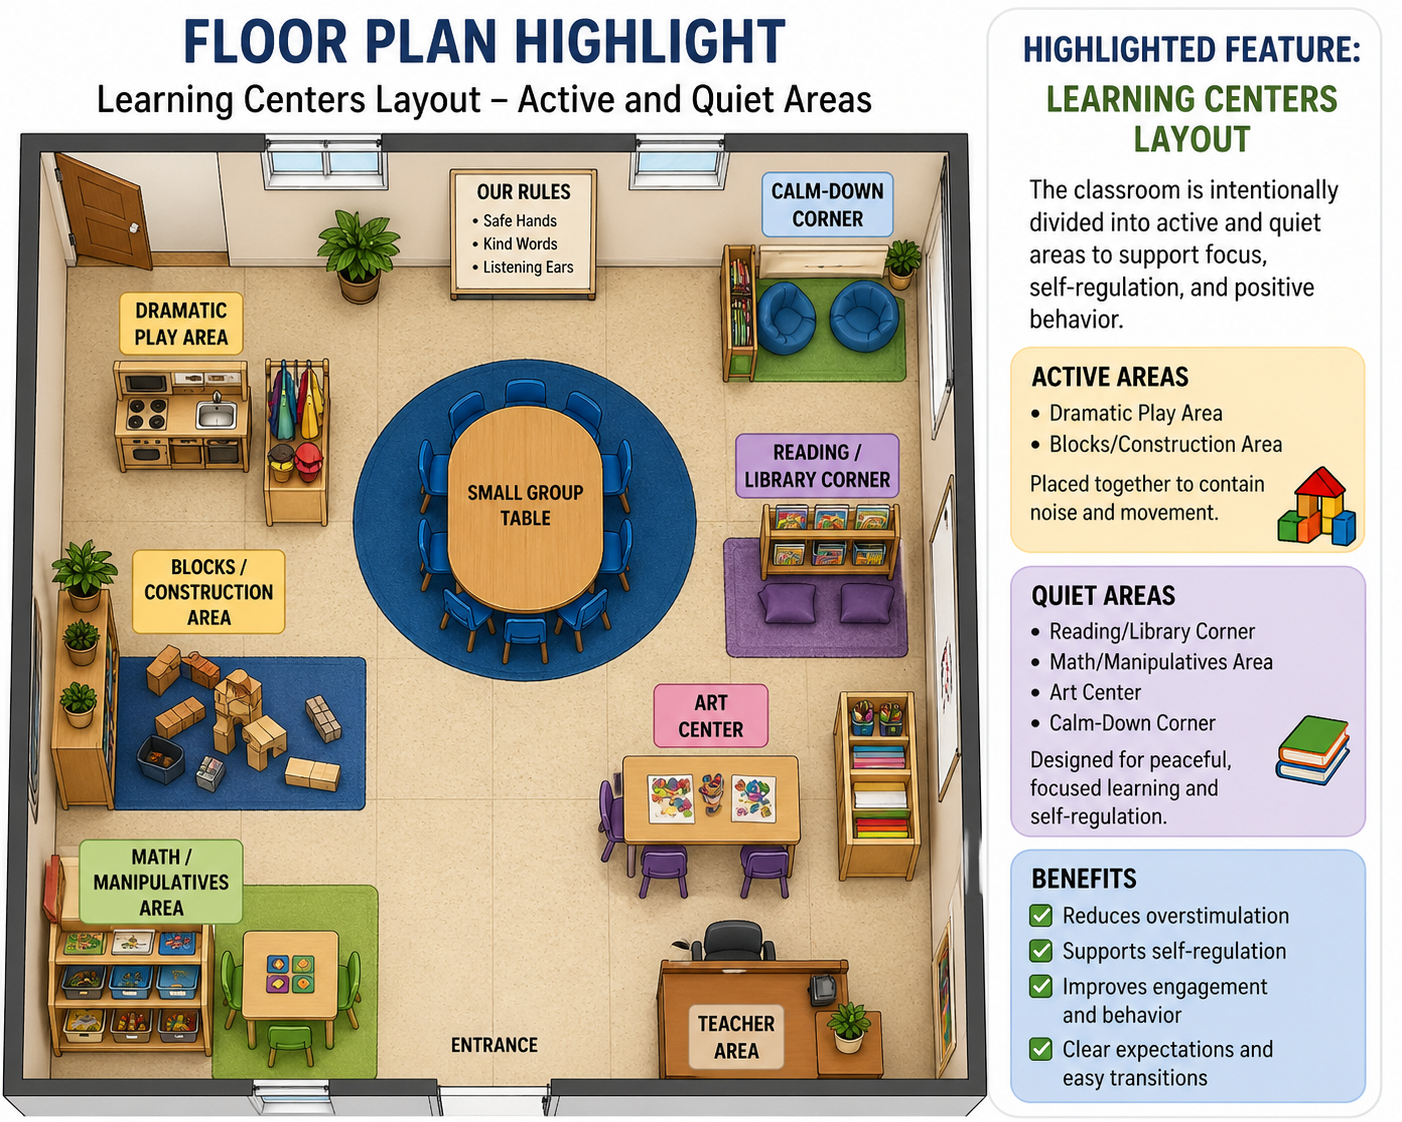 FLOOR PLAN HIGHLIGHT
Learning Centers Layout – Active and Quiet Areas
OUR RULES
• Safe Hands
• Kind Words
• Listening Ears
CALM-DOWN
CORNER
DRAMATIC
PLAY AREA
READING /
LIBRARY CORNER
SMALL GROUP
TABLE
BLOCKS /
CONSTRUCTION
AREA
ART
CENTER
MATH /
MANIPULATIVES
AREA
TEACHER
AREA
ENTRANCE
HIGHLIGHTED FEATURE:
LEARNING CENTERS
LAYOUT
The classroom is intentionally
divided into active and quiet
areas to support focus,
self-regulation, and positive
behavior.
ACTIVE AREAS
• Dramatic Play Area
• Blocks/Construction Area
Placed together to contain
noise and movement.
QUIET AREAS
• Reading/Library Corner
• Math/Manipulatives Area
• Art Center
• Calm-Down Corner
Designed for peaceful,
focused learning and
self-regulation.
BENEFITS
Reduces overstimulation
Supports self-regulation
Improves engagement
and behavior
Clear expectations and
easy transitions